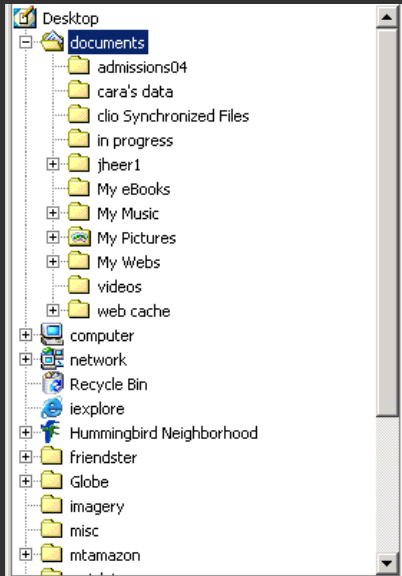 Desktop
documents
admissions04
cara's data
clio Synchronized Files
in progress
jheer1
My eBooks
My Music
My Pictures
My Webs
videos
web cache
computer
network
Recycle Bin
iexplore
Hummingbird Neighborhood
friendster
Globe
imagery
misc
mtamazon